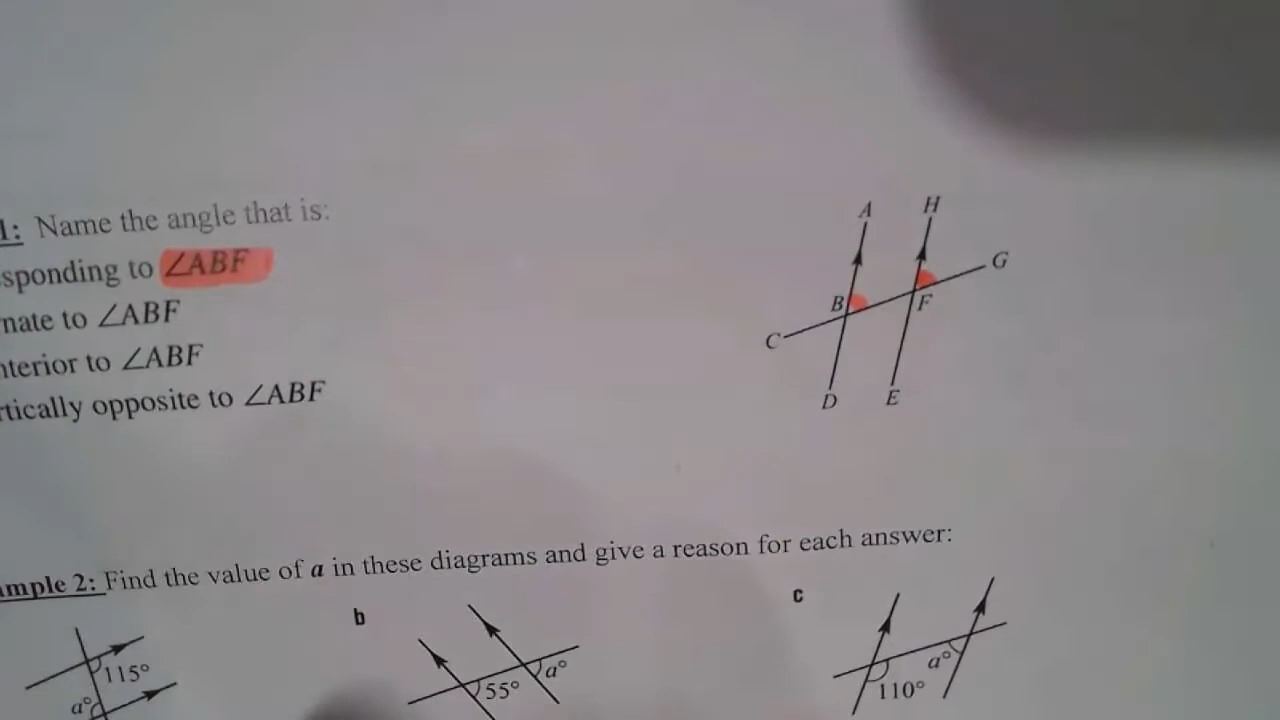 1: Name the angle that is:
sponding to ∠ABF
nate to ∠ABF
nterior to ∠ABF
rtically opposite to ∠ABF
A
H
G
B
F
C
D
E
ample 2: Find the value of a in these diagrams and give a reason for each answer:
b
c
115°
a°
55°
a°
a°
110°